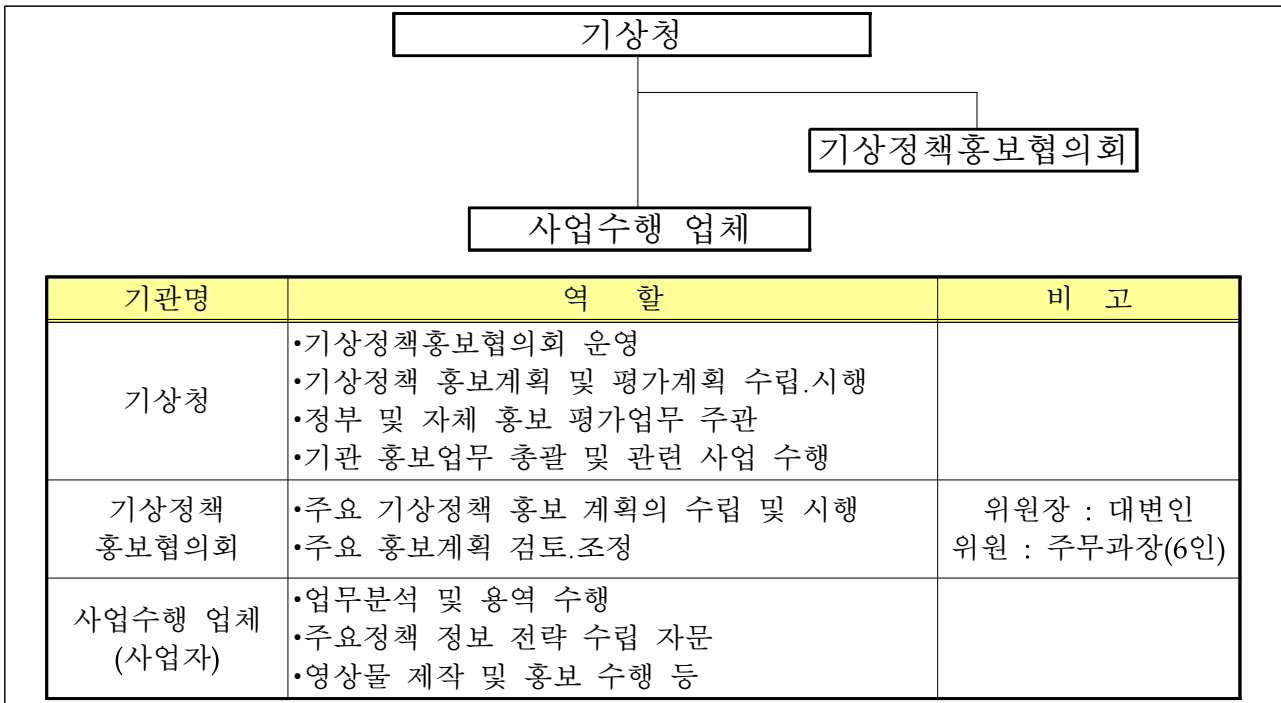 기상청
기상정책홍보협의회
사업수행 업체
기관명 역 할 비 고
기상청
•기상정책홍보협의회 운영
•기상정책 홍보계획 및 평가계획 수립.시행
•정부 및 자체 홍보 평가업무 주관
•기관 홍보업무 총괄 및 관련 사업 수행
기상정책
홍보협의회
•주요 기상정책 홍보 계획의 수립 및 시행
•주요 홍보계획 검토.조정
위원장 : 대변인
위원 : 주무과장(6인)
사업수행 업체
(사업자)
•업무분석 및 용역 수행
•주요정책 정보 전략 수립 자문
•영상물 제작 및 홍보 수행 등